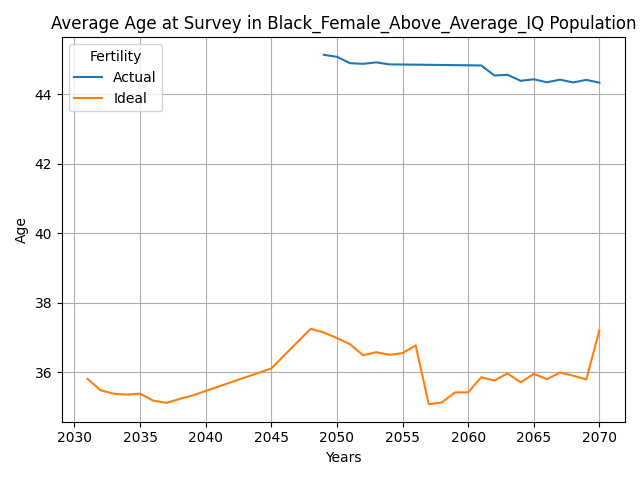 Average Age at Survey in Black_Female_Above_Average_IQ Population
Fertility
Actual
Ideal
44
42
40
38
36
Age
2030 2035 2040 2045 2050 2055 2060 2065 2070
Years